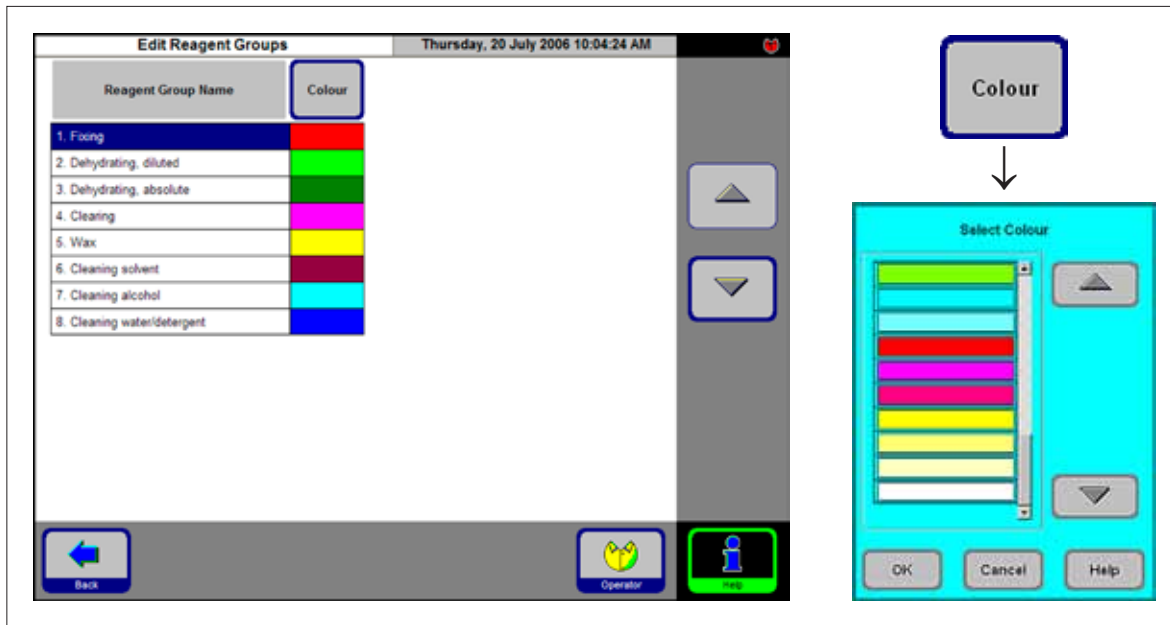 Edit Reagent Groups
Thursday, 20 July 2006 10:04:24 AM
Reagent Group Name
Colour
1. Fixing
2. Dehydrating, diluted
3. Dehydrating, absolute
4. Clearing
5. Wax
6. Cleaning solvent
7. Cleaning alcohol
8. Cleaning water/detergent
Back
Operator
Help
Colour
Select Colour
OK
Cancel
Help